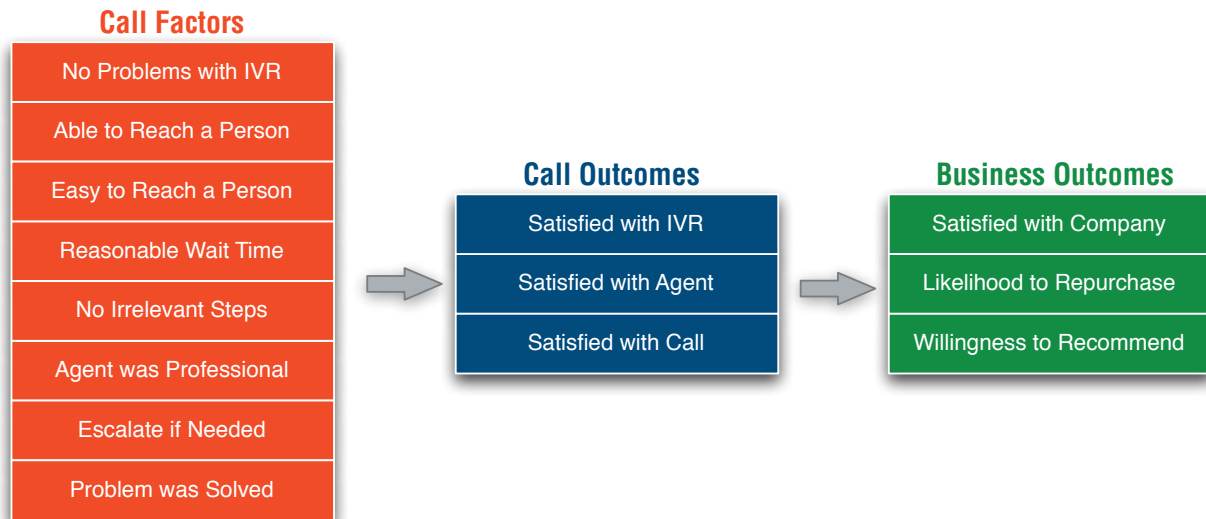 Call Factors
No Problems with IVR
Able to Reach a Person
Easy to Reach a Person
Reasonable Wait Time
No Irrelevant Steps
Agent was Professional
Escalate if Needed
Problem was Solved
Call Outcomes
Satisfied with IVR
Satisfied with Agent
Satisfied with Call
Business Outcomes
Satisfied with Company
Likelihood to Repurchase
Willingness to Recommend